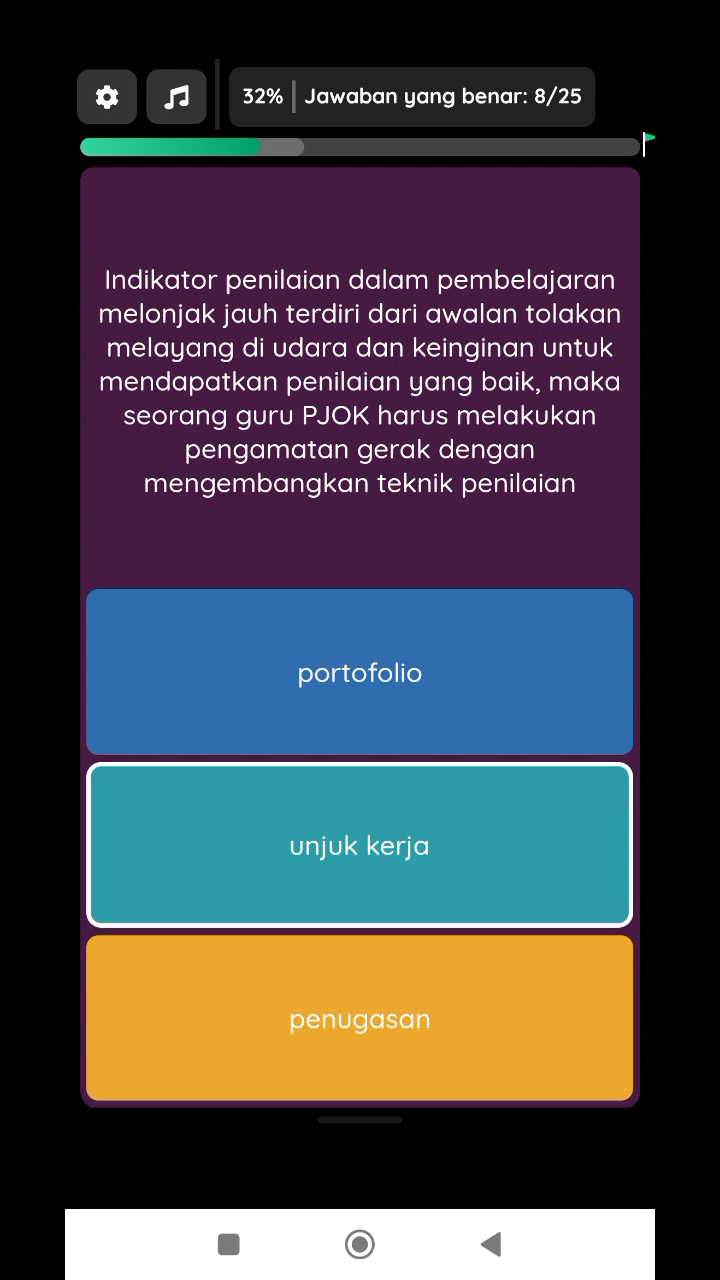 32% | Jawaban yang benar: 8/25
Indikator penilaian dalam pembelajaran
melonjak jauh terdiri dari awalan tolakan
melayang di udara dan keinginan untuk
mendapatkan penilaian yang baik, maka
seorang guru PJOK harus melakukan
pengamatan gerak dengan
mengembangkan teknik penilaian
portofolio
unjuk kerja
penugasan